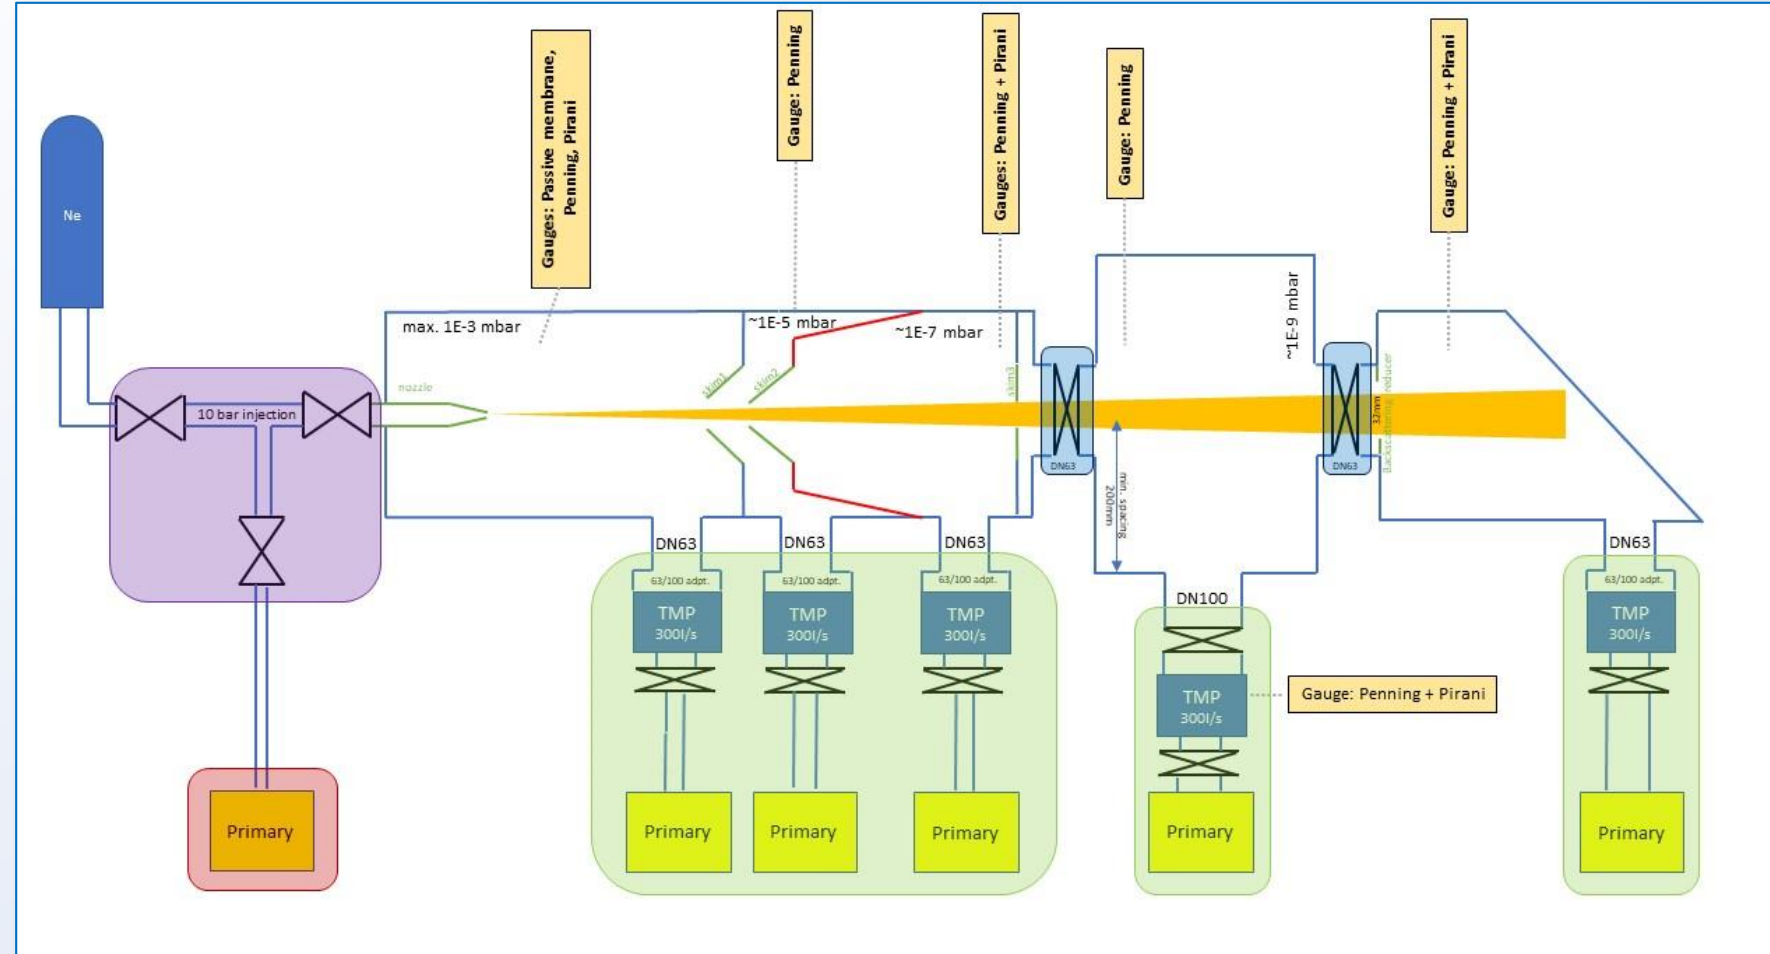 Gauges: Passive membrane,
Penning, Pirani
Gauge: Penning
Gauges: Penning + Pirani
Gauge: Penning
Gauge: Penning + Pirani
Ne
max. 1E-3 mbar
~1E-5 mbar
~1E-7 mbar
~1E-9 mbar
nozzle
skim1
skim2
skim3
10 bar injection
32mm
Backscattering reducer
DN63
DN63
min. spacing
200mm
DN63
DN63
DN63
DN63
63/100 adpt.
63/100 adpt.
63/100 adpt.
63/100 adpt.
DN100
TMP
300l/s
TMP
300l/s
TMP
300l/s
TMP
300l/s
TMP
300l/s
Gauge: Penning + Pirani
Primary
Primary
Primary
Primary
Primary
Primary